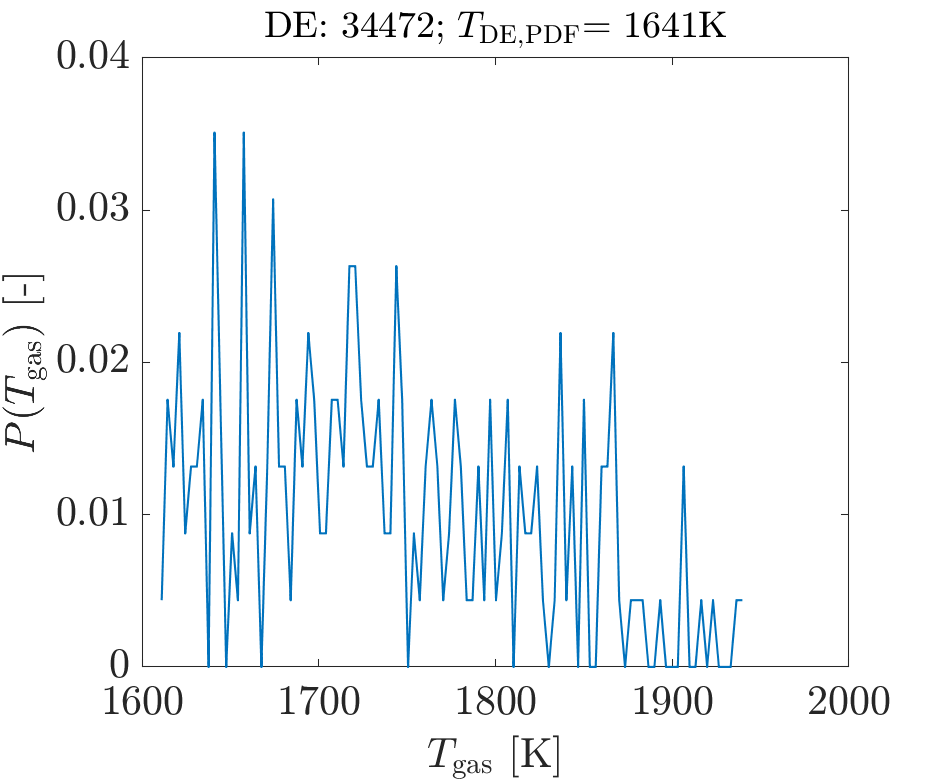 DE: 34472; T_DE,PDF= 1641K
0.04
0.03
0.02
0.01
0
P(T_gas) [-]
1600 1700 1800 1900 2000
T_gas [K]